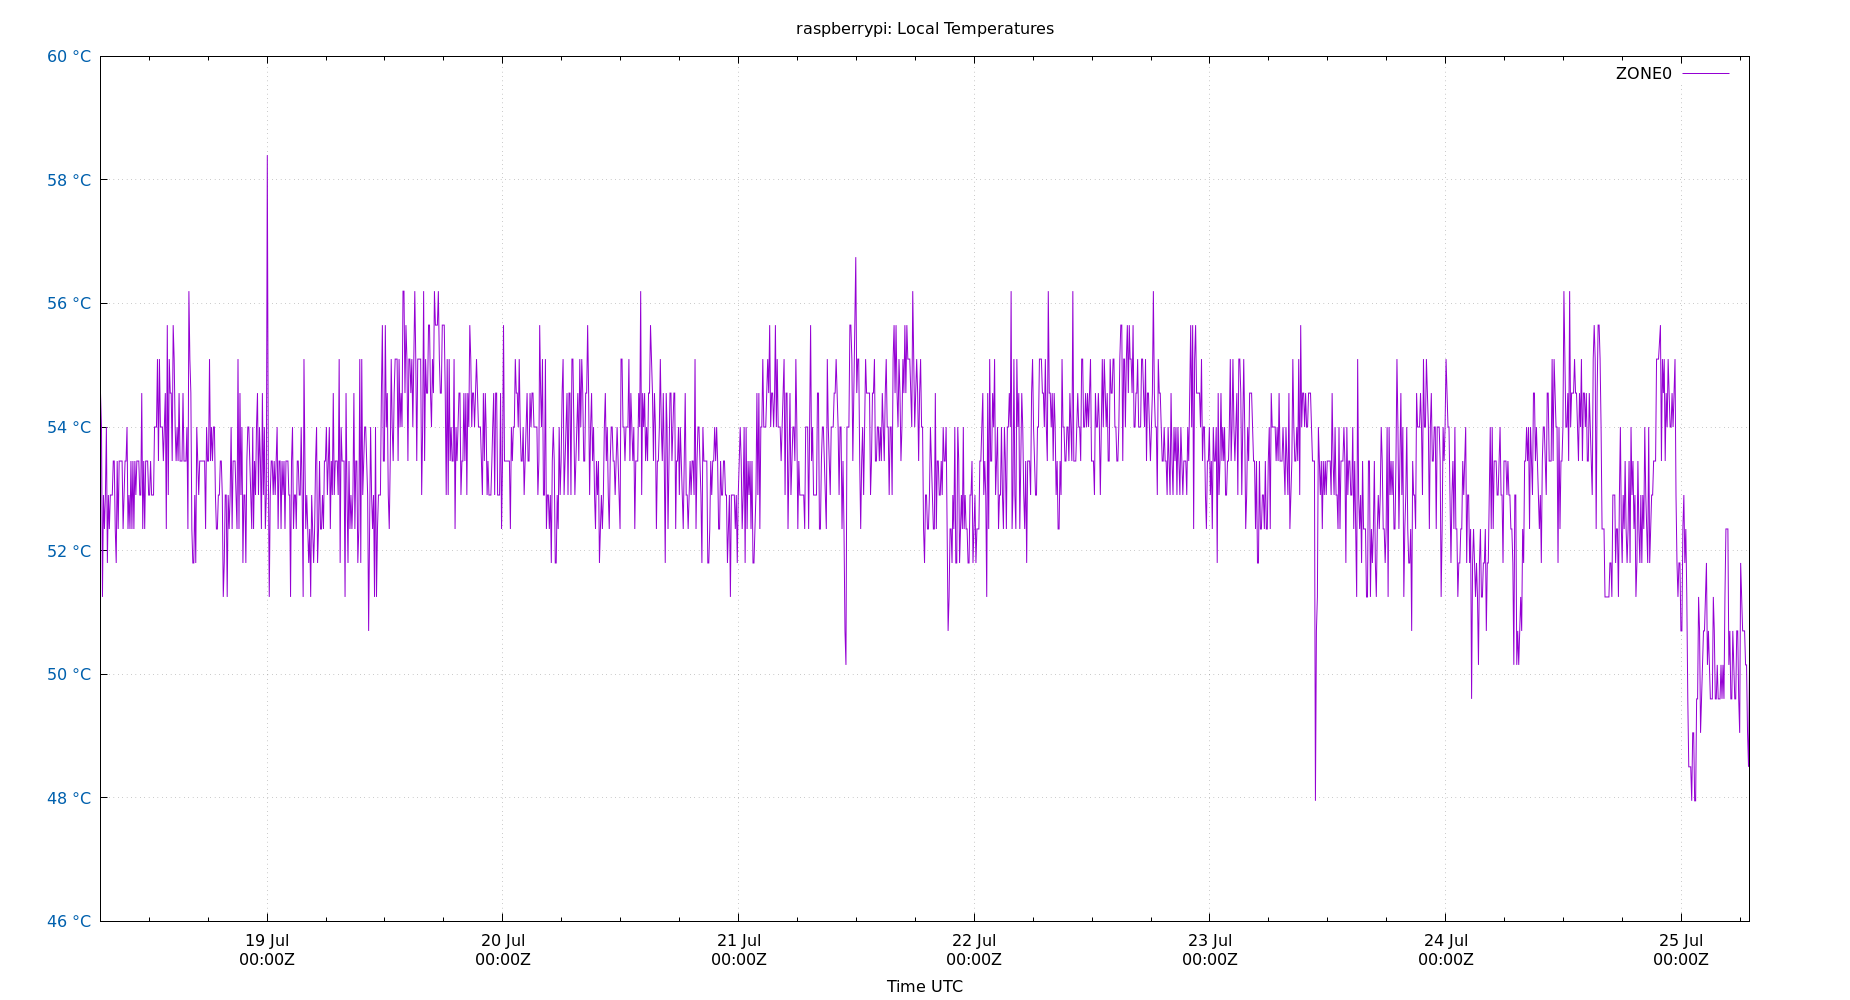 raspberrypi: Local Temperatures
60 °C
ZONE0
58 °C
56 °C
54 °C
52 °C
50 °C
48 °C
46 °C
19 Jul 20 Jul 21 Jul 22 Jul 23 Jul 24 Jul 25 Jul
00:00Z 00:00Z 00:00Z 00:00Z 00:00Z 00:00Z 00:00Z
Time UTC